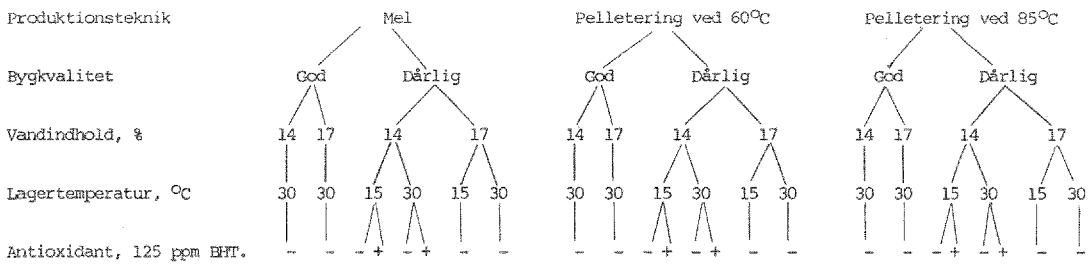 Produktionsteknik Mel Pelletering ved 60°C Pelletering ved 85°C
Bygkvalitet God Dårlig God Dårlig God Dårlig
Vandindhold, % 14 17 14 17 14 17 14 17 14 17 14 17
Lagertemperatur, °C 30 30 15 30 15 30 30 30 15 30 15 30 30 30 15 30 15 30
Antioxidant, 125 ppm BHT. - - - + - + - - - - - + - + - - - - - + - + - -